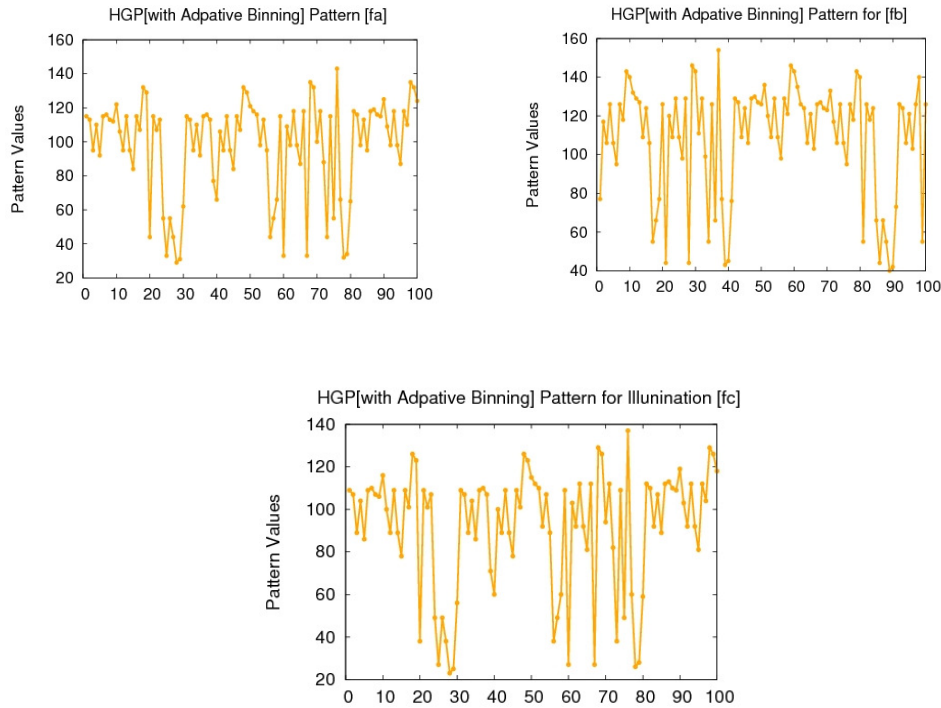 HGP[with Adpative Binning] Pattern [fa]
160
140
120
100
80
60
40
20
Pattern Values
0 10 20 30 40 50 60 70 80 90 100
HGP[with Adpative Binning] Pattern for [fb]
160
140
120
100
80
60
40
Pattern Values
0 10 20 30 40 50 60 70 80 90 100
HGP[with Adpative Binning] Pattern for Illunination [fc]
140
120
100
80
60
40
20
Pattern Values
0 10 20 30 40 50 60 70 80 90 100